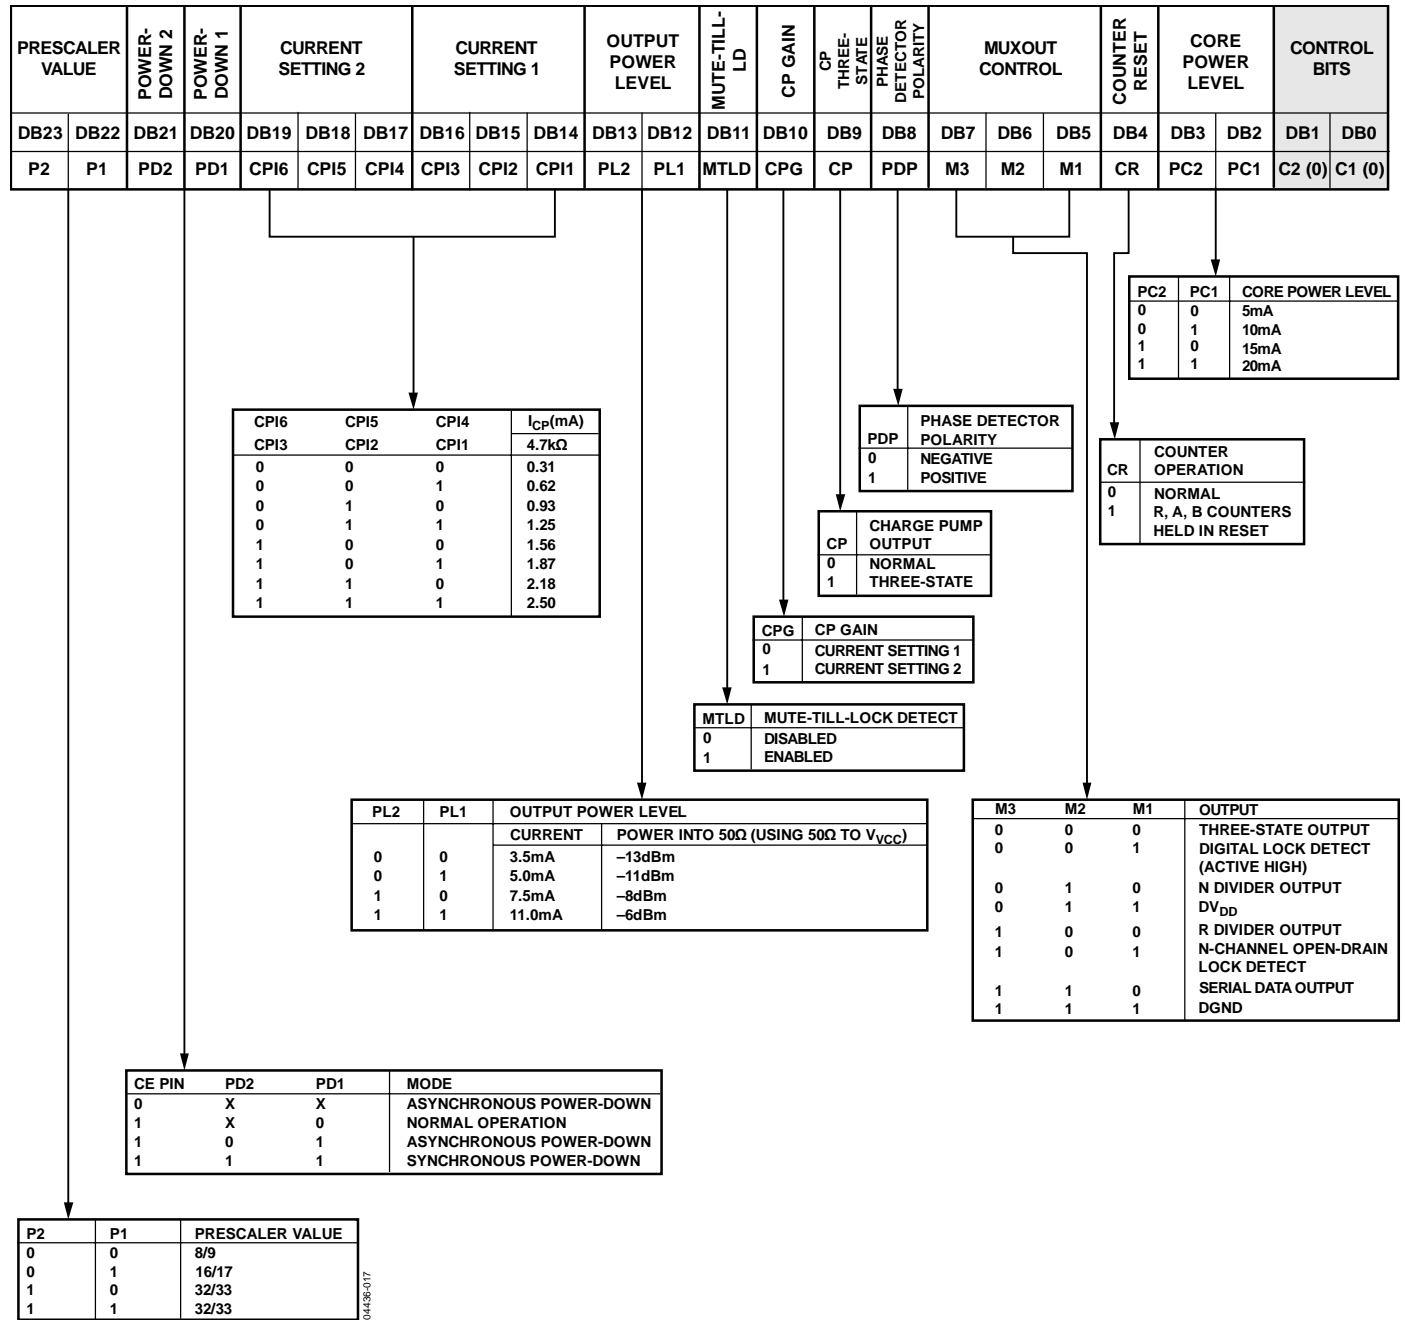 PRESCALER VALUE
POWER-DOWN 2
POWER-DOWN 1
CURRENT SETTING 2
CURRENT SETTING 1
OUTPUT POWER LEVEL
MUTE-TILL-LD
CP GAIN
CP THREE-STATE
PHASE DETECTOR POLARITY
MUXOUT CONTROL
COUNTER RESET
CORE POWER LEVEL
CONTROL BITS
DB23 DB22 DB21 DB20 DB19 DB18 DB17 DB16 DB15 DB14 DB13 DB12 DB11 DB10 DB9 DB8 DB7 DB6 DB5 DB4 DB3 DB2 DB1 DB0
P2 P1 PD2 PD1 CPI6 CPI5 CPI4 CPI3 CPI2 CPI1 PL2 PL1 MTLD CPG CP PDP M3 M2 M1 CR PC2 PC1 C2 (0) C1 (0)
PC2 PC1 CORE POWER LEVEL
0 0 5mA
0 1 10mA
1 0 15mA
1 1 20mA
CPI6 CPI5 CPI4 ICP(mA)
CPI3 CPI2 CPI1 4.7kΩ
0 0 0 0.31
0 0 1 0.62
0 1 0 0.93
0 1 1 1.25
1 0 0 1.56
1 0 1 1.87
1 1 0 2.18
1 1 1 2.50
PHASE DETECTOR
PDP POLARITY
0 NEGATIVE
1 POSITIVE
COUNTER
CR OPERATION
0 NORMAL
1 R, A, B COUNTERS
HELD IN RESET
CHARGE PUMP
CP OUTPUT
0 NORMAL
1 THREE-STATE
CPG CP GAIN
0 CURRENT SETTING 1
1 CURRENT SETTING 2
MTLD MUTE-TILL-LOCK DETECT
0 DISABLED
1 ENABLED
PL2 PL1 OUTPUT POWER LEVEL
CURRENT POWER INTO 50Ω (USING 50Ω TO VVCC)
0 0 3.5mA –13dBm
0 1 5.0mA –11dBm
1 0 7.5mA –8dBm
1 1 11.0mA –6dBm
M3 M2 M1 OUTPUT
0 0 0 THREE-STATE OUTPUT
0 0 1 DIGITAL LOCK DETECT
(ACTIVE HIGH)
0 1 0 N DIVIDER OUTPUT
0 1 1 DVDD
1 0 0 R DIVIDER OUTPUT
1 0 1 N-CHANNEL OPEN-DRAIN
LOCK DETECT
1 1 0 SERIAL DATA OUTPUT
1 1 1 DGND
CE PIN PD2 PD1 MODE
0 X X ASYNCHRONOUS POWER-DOWN
1 X 0 NORMAL OPERATION
1 0 1 ASYNCHRONOUS POWER-DOWN
1 1 1 SYNCHRONOUS POWER-DOWN
P2 P1 PRESCALER VALUE
0 0 8/9
0 1 16/17
1 0 32/33
1 1 32/33
04436-017